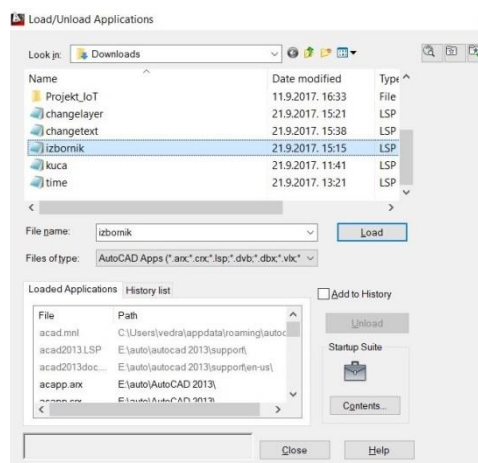 Load/Unload Applications
Look in: Downloads
Name Date modified Type
Projekt_IoT 11.9.2017. 16:33 File
changelayer 21.9.2017. 15:21 LSP
changetext 21.9.2017. 15:38 LSP
izbornik 21.9.2017. 15:15 LSP
kuca 21.9.2017. 11:41 LSP
time 21.9.2017. 13:21 LSP
File name: izbornik Load
Files of type: AutoCAD Apps (*.arx;*.crx;*.lsp;*.dvb;*.dbx;*.vlx;*
Loaded Applications History list Add to History
File Path
acad.mnl C:\Users\vedra\appdata\roaming\autoc
Unload
acad2013.LSP E:\auto\autocad 2013\support\
Startup Suite
acad2013doc... E:\auto\autocad 2013\support\en-us\
acapp.arx E:\auto\AutoCAD 2013\
acapp.crx E:\auto\AutoCAD 2013\
Contents...
Close Help